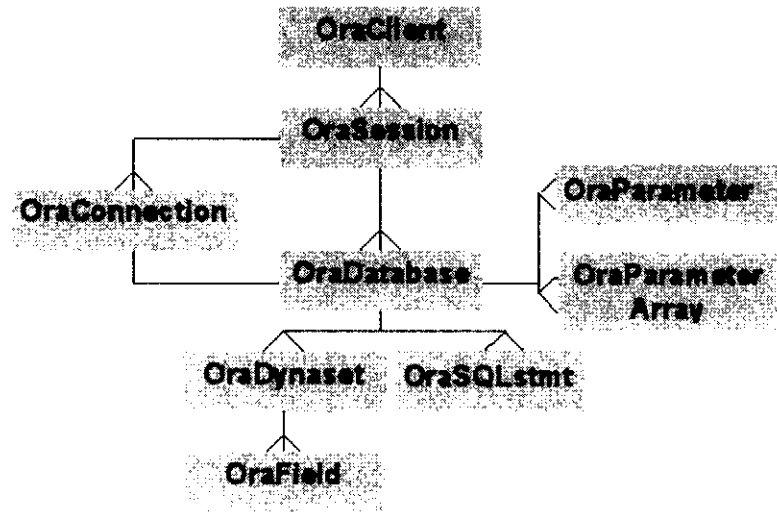 OraClient
OraSession
OraConnection
OraParameter
OraDatabase
OraParameter
Array
OraDynaset
OraSQLstmt
OraField